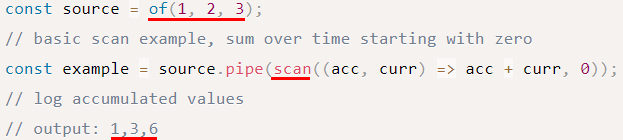 const source = of(1, 2, 3);
// basic scan example, sum over time starting with zero
const example = source.pipe(scan((acc, curr) => acc + curr, 0));
// log accumulated values
// output: 1,3,6